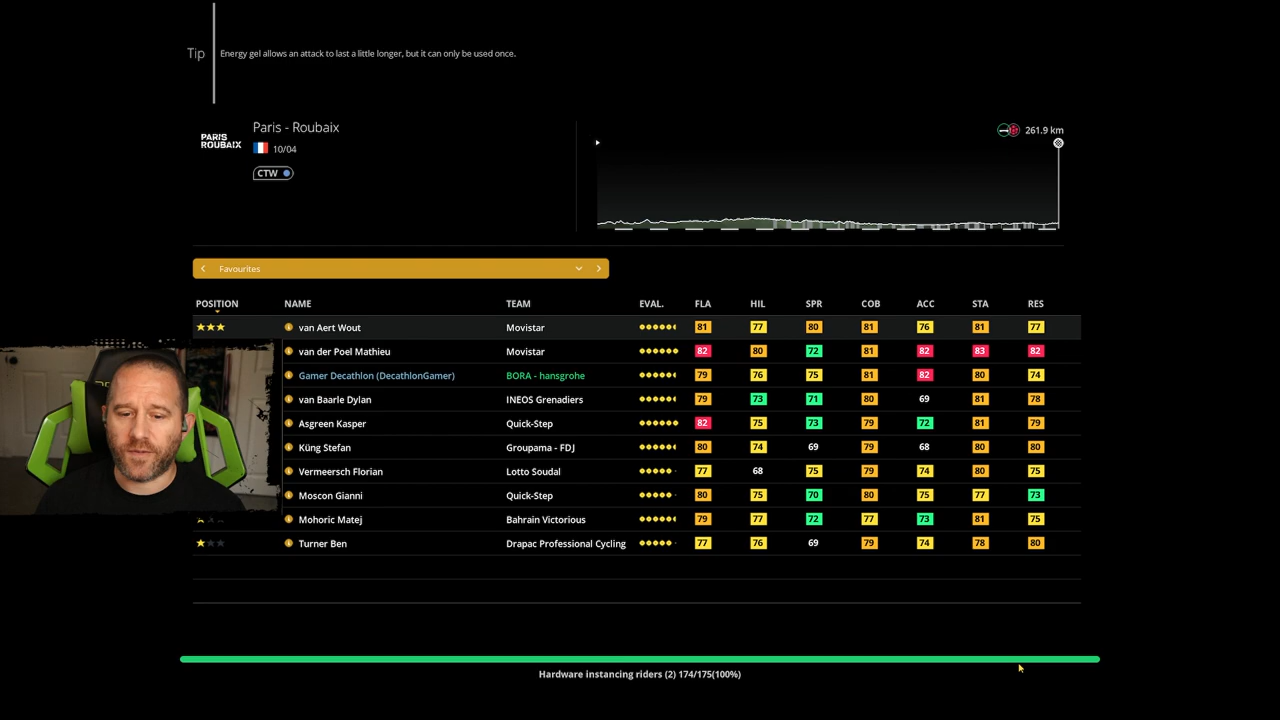 Tip
Energy gel allows an attack to last a little longer, but it can only be used once.
PARIS
ROUBAIX
Paris - Roubaix
10/04
CTW
261.9 km
Favourites
POSITION NAME TEAM EVAL. FLA HIL SPR COB ACC STA RES
van Aert Wout Movistar 81 77 80 81 76 81 77
van der Poel Mathieu Movistar 82 80 72 81 82 83 82
Gamer Decathlon (DecathlonGamer) BORA - hansgrohe 79 76 75 81 82 80 74
van Baarle Dylan INEOS Grenadiers 79 73 71 80 69 81 78
Asgreen Kasper Quick-Step 82 75 73 79 72 81 79
Küng Stefan Groupama - FDJ 80 74 69 79 68 80 80
Vermeersch Florian Lotto Soudal 77 68 75 79 74 80 75
Moscon Gianni Quick-Step 80 75 70 80 75 77 73
Mohoric Matej Bahrain Victorious 79 77 72 77 73 81 75
Turner Ben Drapac Professional Cycling 77 76 69 79 74 78 80
Hardware instancing riders (2) 174/175(100%)